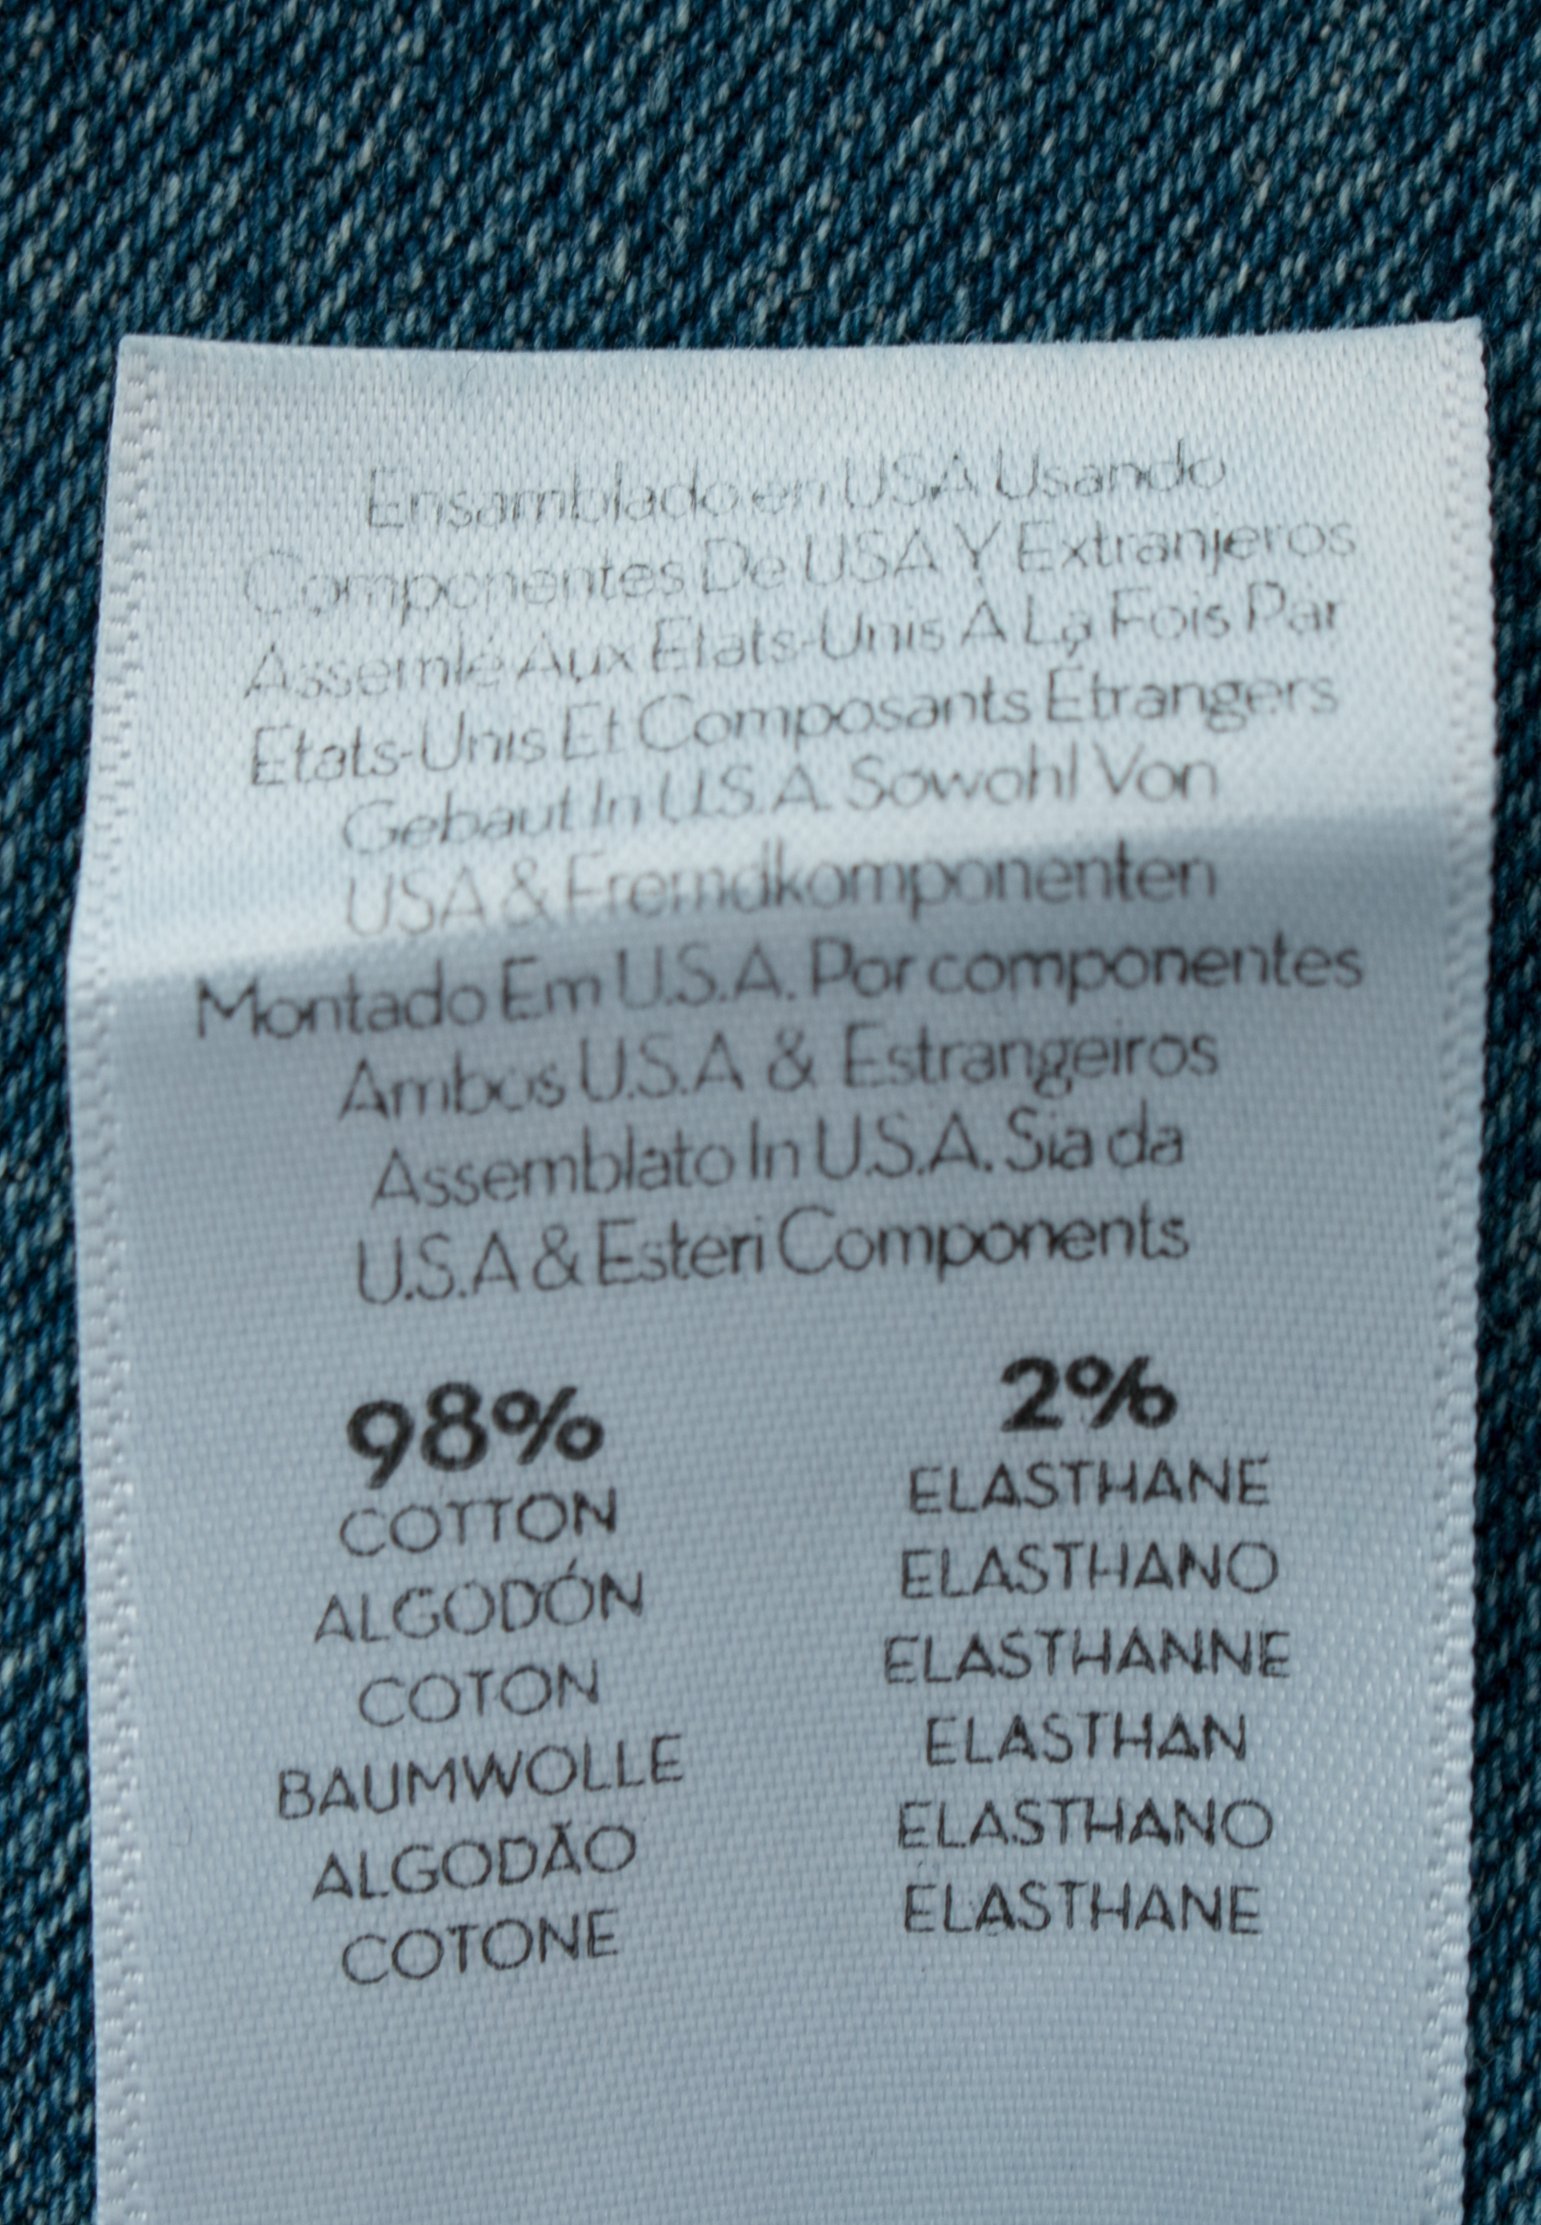 Ensamblado en USA Usando
Componentes De USA Y Extranjeros
Assemlé Aux Etats-Unis A La Fois Par
Etats-Unis Et Composants Étrangers
Gebaut In U.S.A. Sowohl Von
USA & Fremdkomponenten
Montado Em U.S.A. Por componentes
Ambos U.S.A & Estrangeiros
Assemblato In U.S.A. Sia da
U.S.A & Esteri Components
98% 2%
COTTON ELASTHANE
ALGODÓN ELASTHANO
COTON ELASTHANNE
BAUMWOLLE ELASTHAN
ALGODÃO ELASTHANO
COTONE ELASTHANE